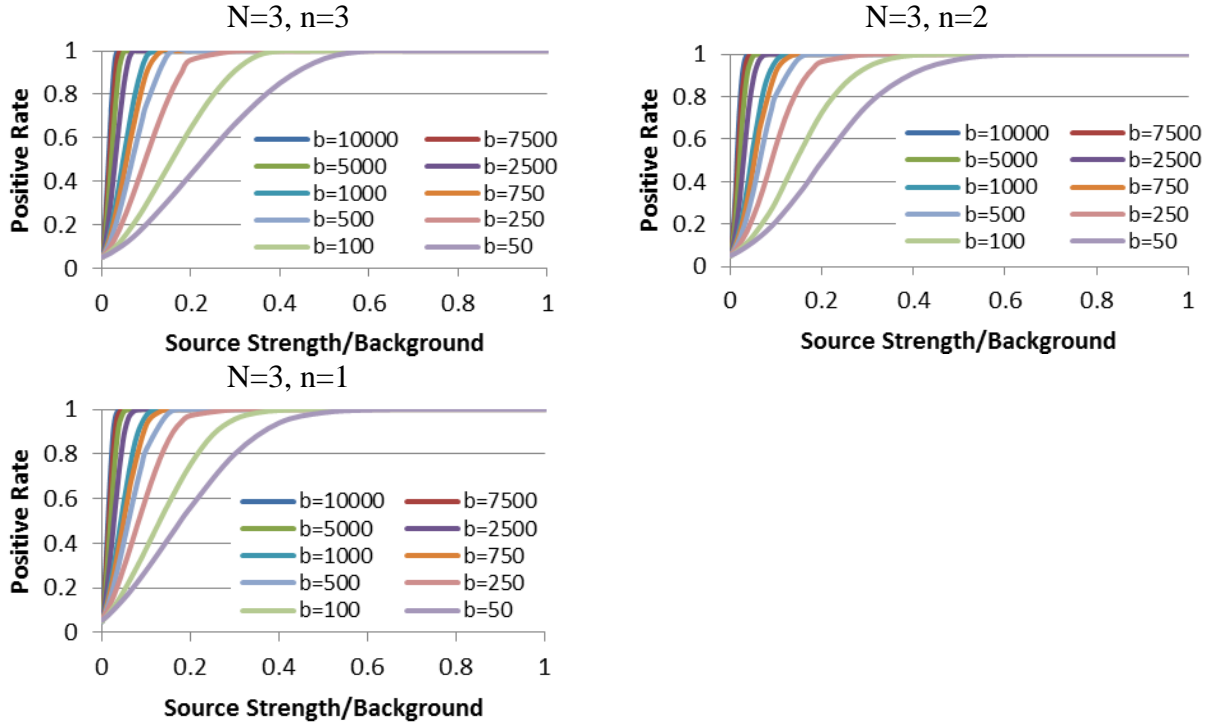 N=3, n=3
Positive Rate
1
0.8
0.6
0.4
0.2
0
b=10000 b=7500
b=5000 b=2500
b=1000 b=750
b=500 b=250
b=100 b=50
0 0.2 0.4 0.6 0.8 1
Source Strength/Background
N=3, n=2
Positive Rate
1
0.8
0.6
0.4
0.2
0
b=10000 b=7500
b=5000 b=2500
b=1000 b=750
b=500 b=250
b=100 b=50
0 0.2 0.4 0.6 0.8 1
Source Strength/Background
N=3, n=1
Positive Rate
1
0.8
0.6
0.4
0.2
0
b=10000 b=7500
b=5000 b=2500
b=1000 b=750
b=500 b=250
b=100 b=50
0 0.2 0.4 0.6 0.8 1
Source Strength/Background